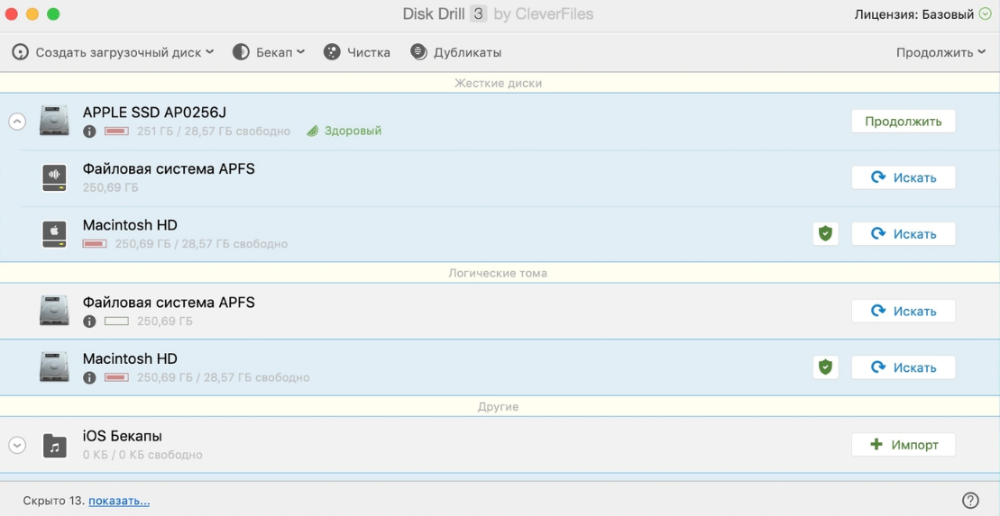 Disk Drill 3 by CleverFiles
Лицензия: Базовый
Создать загрузочный диск
Бекап
Чистка
Дубликаты
Продолжить
Жесткие диски
APPLE SSD AP0256J
251 ГБ / 28,57 ГБ свободно
Здоровый
Продолжить
Файловая система APFS
250,69 ГБ
Искать
Macintosh HD
250,69 ГБ / 28,57 ГБ свободно
Искать
Логические тома
Файловая система APFS
250,69 ГБ
Искать
Macintosh HD
250,69 ГБ / 28,57 ГБ свободно
Искать
Другие
iOS Бекапы
0 КБ / 0 КБ свободно
Импорт
Скрыто 13. показать...